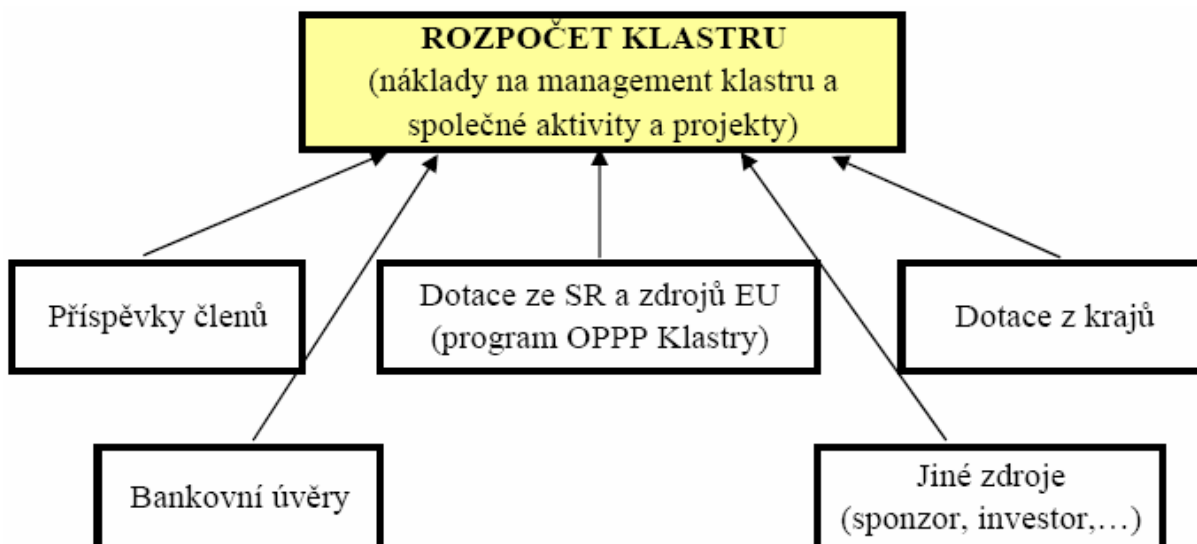 ROZPOČET KLASTRU
(náklady na management klastru a
společné aktivity a projekty)
Příspěvky členů
Dotace ze SR a zdrojů EU
(program OPPP Klastry)
Dotace z krajů
Bankovní úvěry
Jiné zdroje
(sponzor, investor,…)